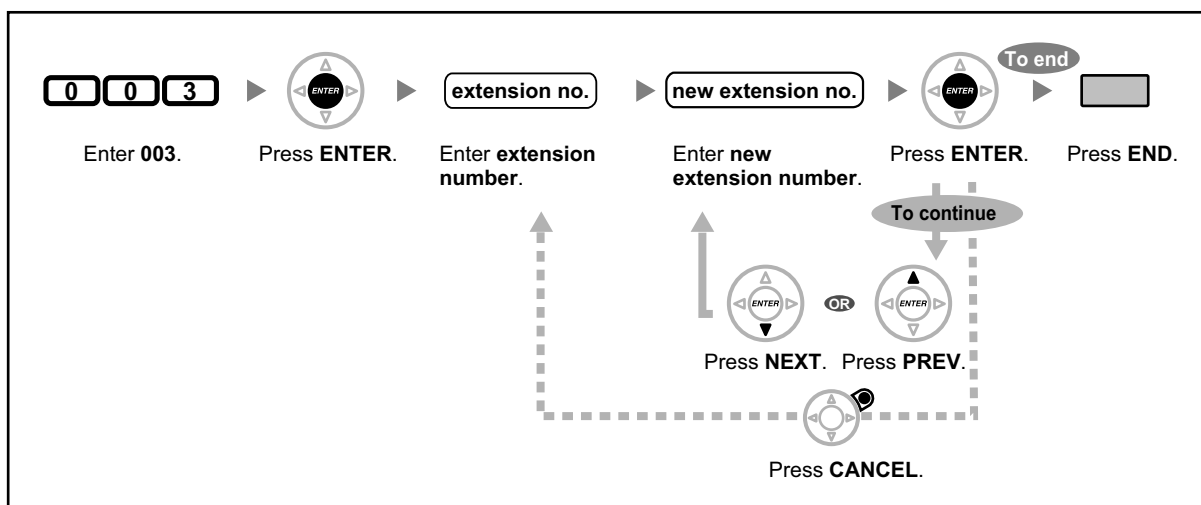 0 0 3
ENTER
extension no.
new extension no.
ENTER
To end
Enter 003.
Press ENTER.
Enter extension
number.
Enter new
extension number.
Press ENTER.
Press END.
To continue
ENTER
OR
ENTER
Press NEXT.
Press PREV.
Press CANCEL.